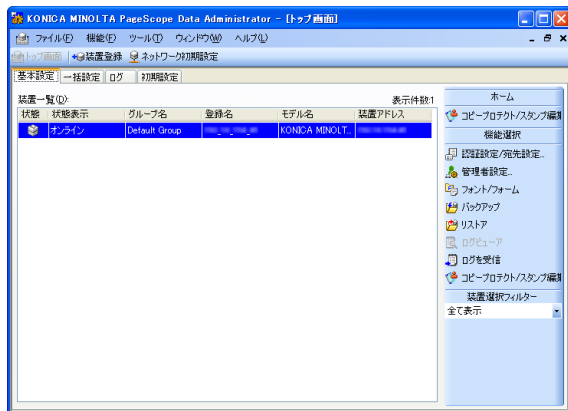 KONICA MINOLTA PageScope Data Administrator - [トップ画面]
ファイル(F) 機能(E) ツール(T) ウィンドウ(W) ヘルプ(L)
トップ画面 装置登録 ネットワーク初期設定
基本設定 一括設定 ログ 初期設定
装置一覧(D): 表示件数:1
状態 状態表示 グループ名 登録名 モデル名 装置アドレス
オンライン Default Group KONICA MINOLT...
ホーム
コピープロテクト/スタンプ編集
機能選択
認証設定/宛先設定..
管理者設定..
フォント/フォーム
バックアップ
リストア
ログビューア
ログを受信
コピープロテクト/スタンプ編集
装置選択フィルター
全て表示